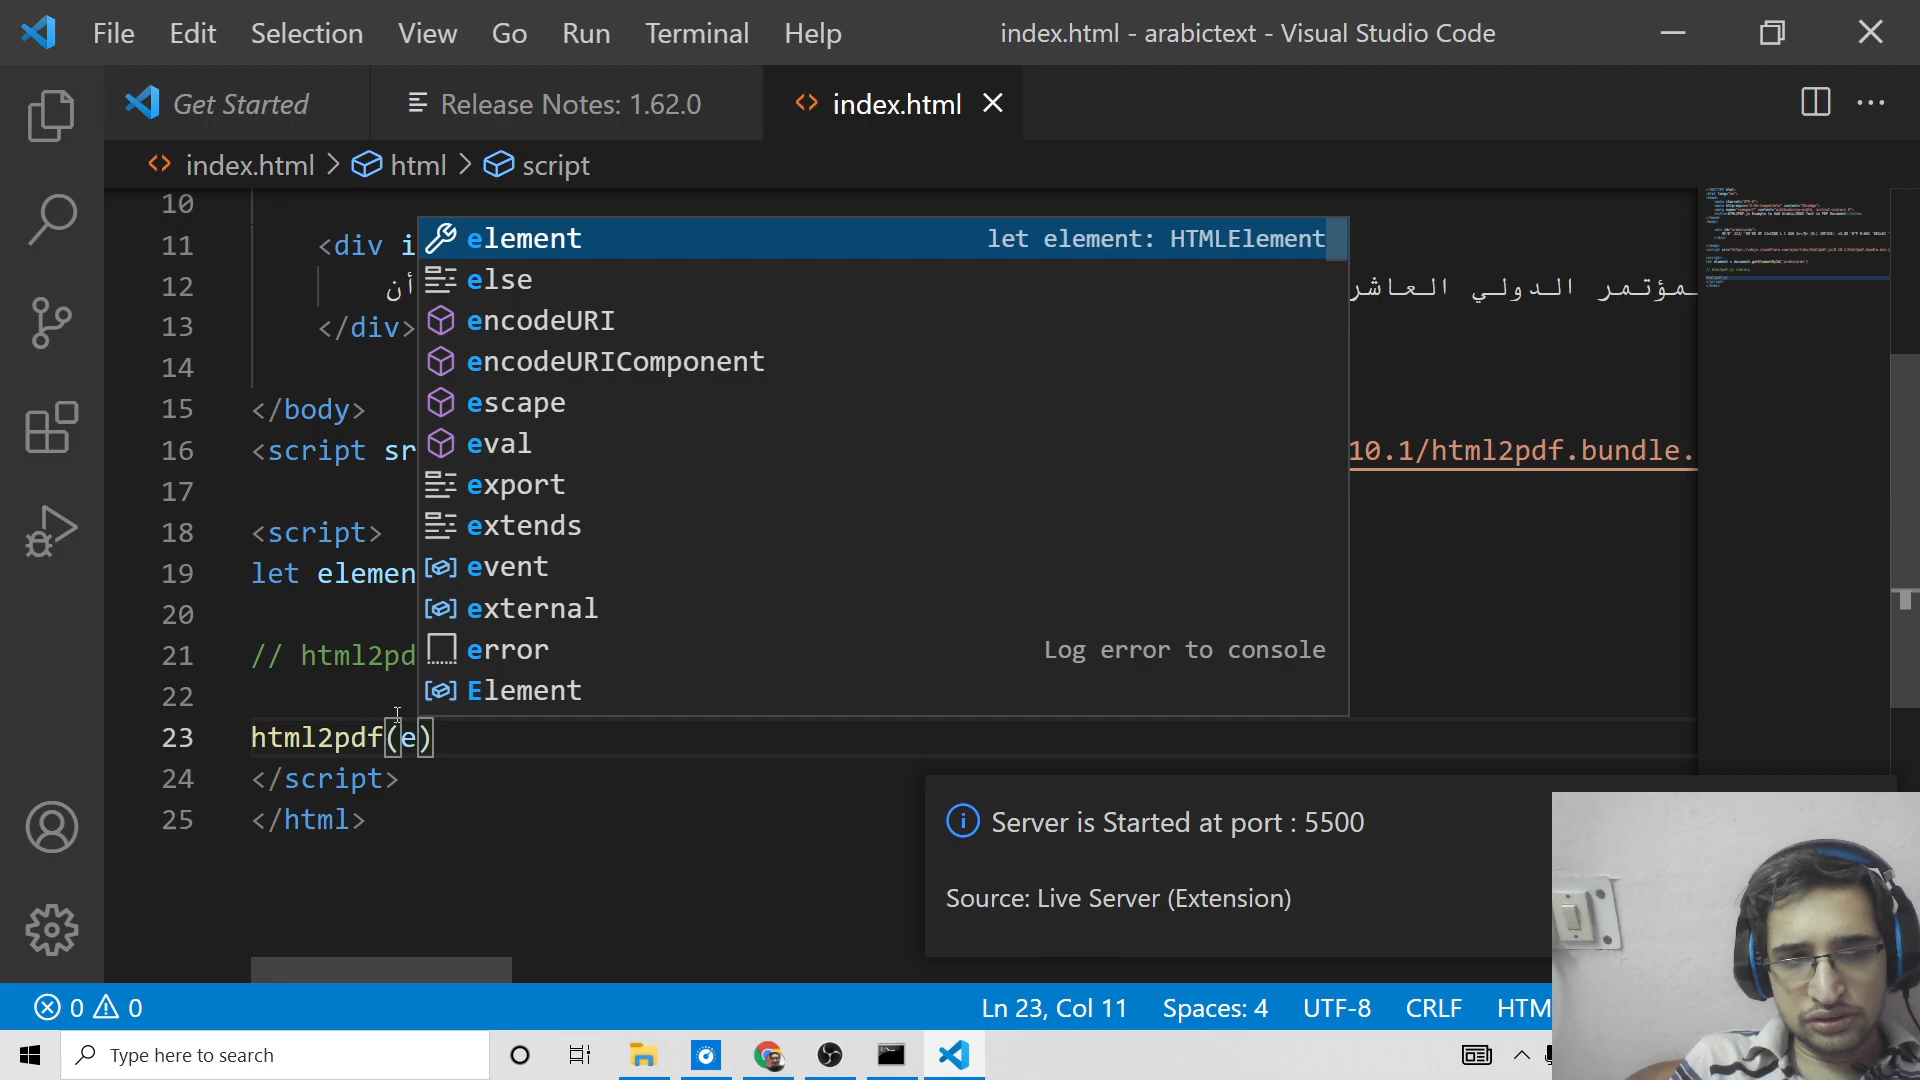 File Edit Selection View Go Run Terminal Help
index.html - arabictext - Visual Studio Code
Get Started
Release Notes: 1.62.0
index.html
index.html > html > script
10
11 <div i
12 أن
ـمؤتمر الدولي العاشر
13 </div>
14
15 </body>
16 <script sr
10.1/html2pdf.bundle.
17
18 <script>
19 let elemen
20
21 // html2pd
22
23 html2pdf(e)
24 </script>
25 </html>
element let element: HTMLElement
else
encodeURI
encodeURIComponent
escape
eval
export
extends
event
external
error Log error to console
Element
Server is Started at port : 5500
Source: Live Server (Extension)
0 0
Ln 23, Col 11 Spaces: 4 UTF-8 CRLF HTM
Type here to search